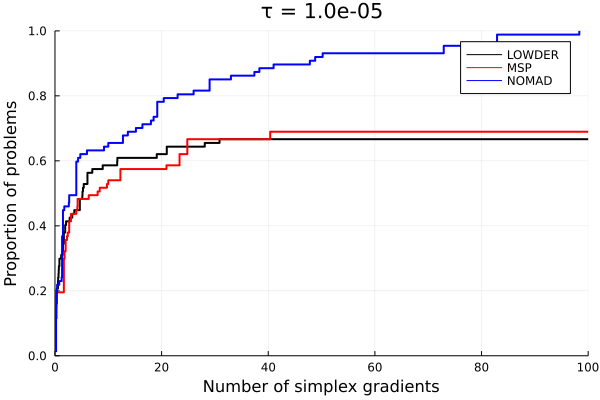 τ = 1.0e-05
Proportion of problems
1.0
0.8
0.6
0.4
0.2
0.0
LOWDER
MSP
NOMAD
0 20 40 60 80 100
Number of simplex gradients